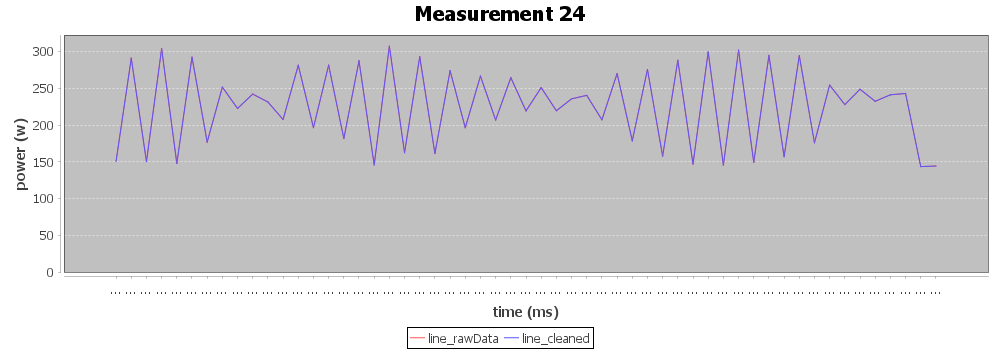 Measurement 24
300
250
200
150
100
50
0
power (w)
... ... ... ... ... ... ... ... ... ... ... ... ... ... ... ... ... ... ... ... ... ... ... ... ... ... ... ... ... ... ... ... ... ... ... ... ... ... ... ... ... ... ... ... ... ... ... ... ... ... ... ... ... ... ...
time (ms)
line_rawData line_cleaned